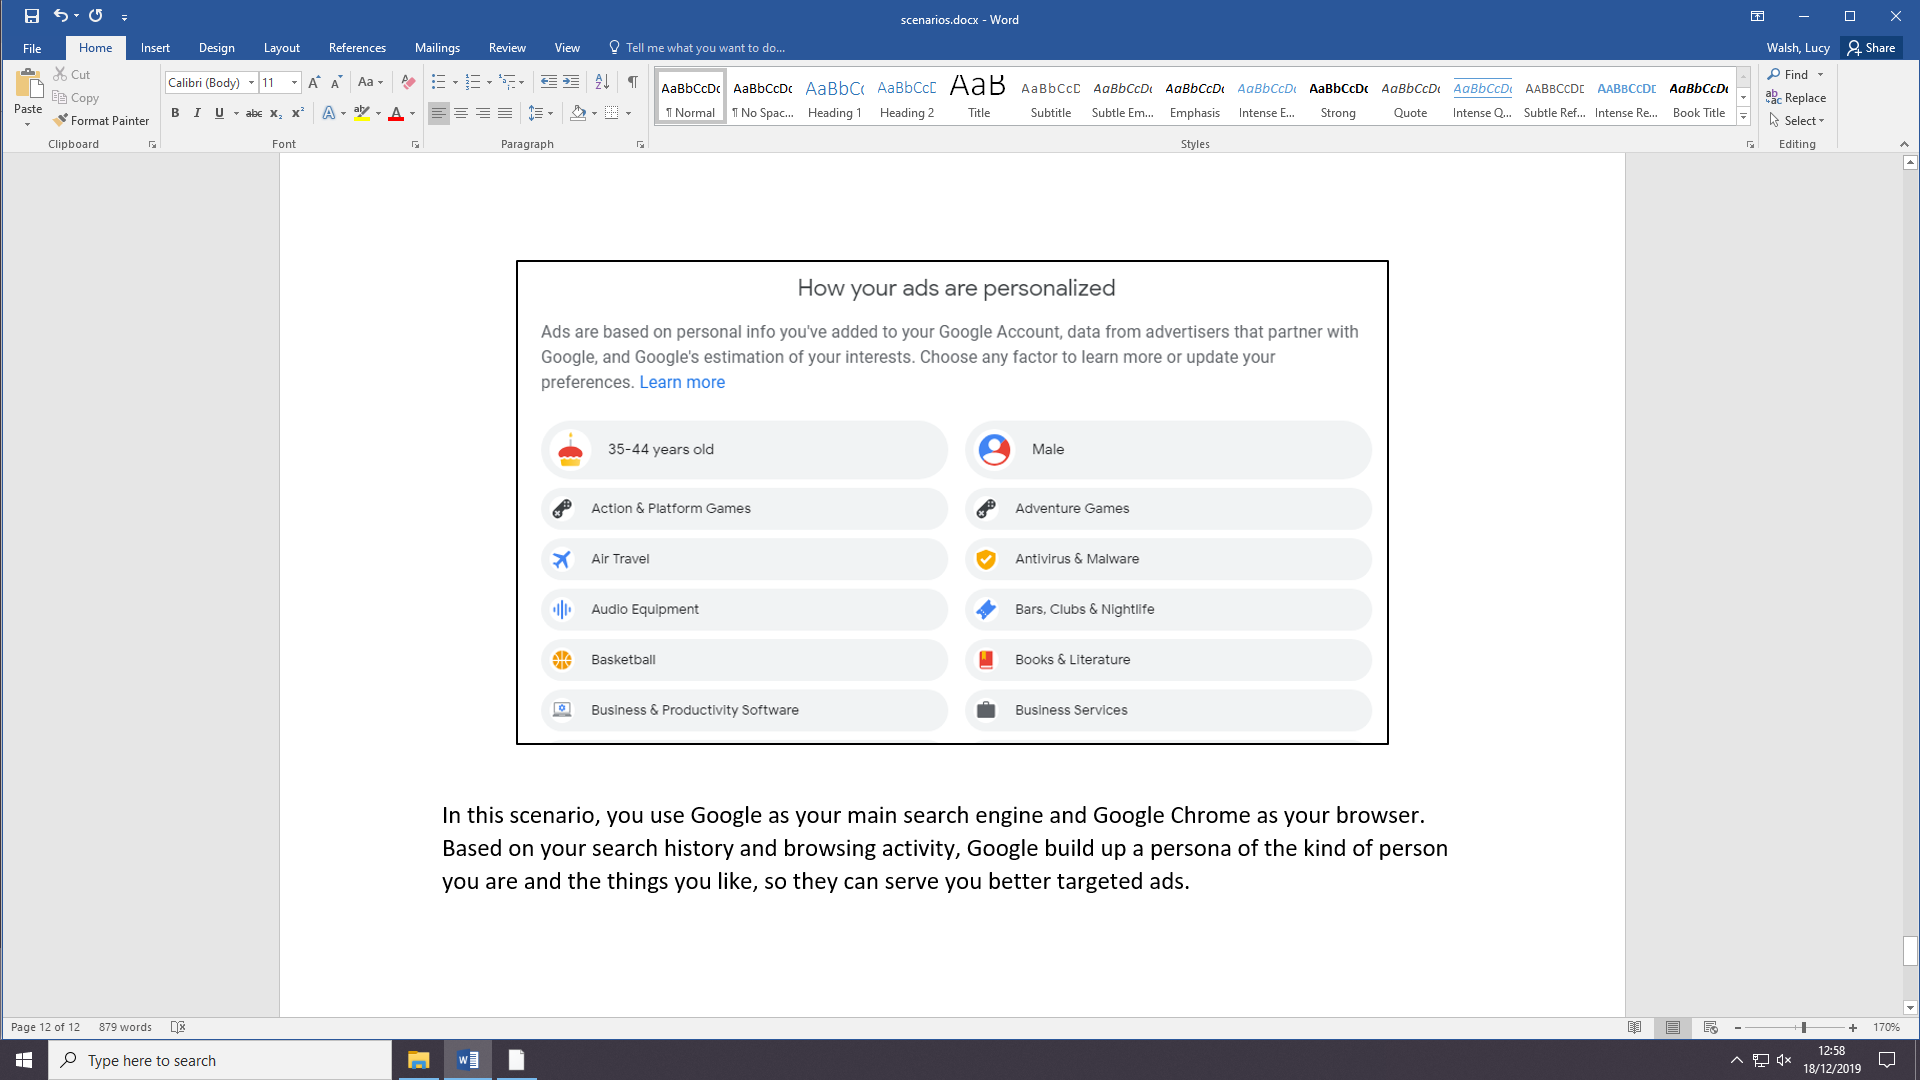 scenarios.docx - Word
File Home Insert Design Layout References Mailings Review View Tell me what you want to do... Walsh, Lucy Share
Paste
Cut
Copy
Format Painter
Clipboard
Calibri (Body) 11
Font
Paragraph
AaBbCcDc AaBbCcDc AaBbCc AaBbCcD AaB AaBbCcD AaBbCcDc AaBbCcDc AaBbCcDc AaBbCcDc AaBbCcDc AaBbCcDc AABBCCDD AABBCCDD AaBbCcDc
¶ Normal ¶ No Spac... Heading 1 Heading 2 Title Subtitle Subtle Em... Emphasis Intense E... Strong Quote Intense Q... Subtle Ref... Intense Re... Book Title
Styles
Find
Replace
Select
Editing
How your ads are personalized
Ads are based on personal info you've added to your Google Account, data from advertisers that partner with
Google, and Google's estimation of your interests. Choose any factor to learn more or update your
preferences. Learn more
35-44 years old
Male
Action & Platform Games
Adventure Games
Air Travel
Antivirus & Malware
Audio Equipment
Bars, Clubs & Nightlife
Basketball
Books & Literature
Business & Productivity Software
Business Services
In this scenario, you use Google as your main search engine and Google Chrome as your browser.
Based on your search history and browsing activity, Google build up a persona of the kind of person
you are and the things you like, so they can serve you better targeted ads.
Page 12 of 12 879 words
170%
Type here to search
12:58
18/12/2019